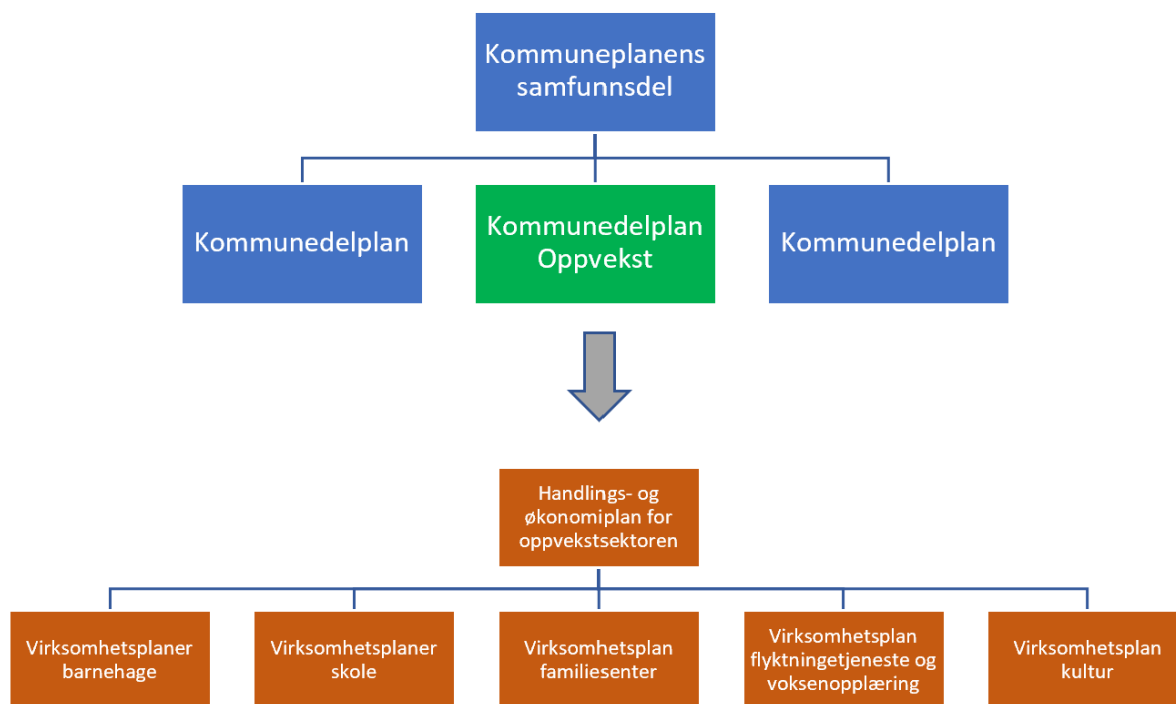 Kommuneplanens
samfunnsdel
Kommunedelplan
Kommunedelplan
Oppvekst
Kommunedelplan
Handlings- og
økonomiplan for
oppvekstsektoren
Virksomhetsplaner
barnehage
Virksomhetsplaner
skole
Virksomhetsplan
familiesenter
Virksomhetsplan
flyktningetjeneste og
voksenopplæring
Virksomhetsplan
kultur